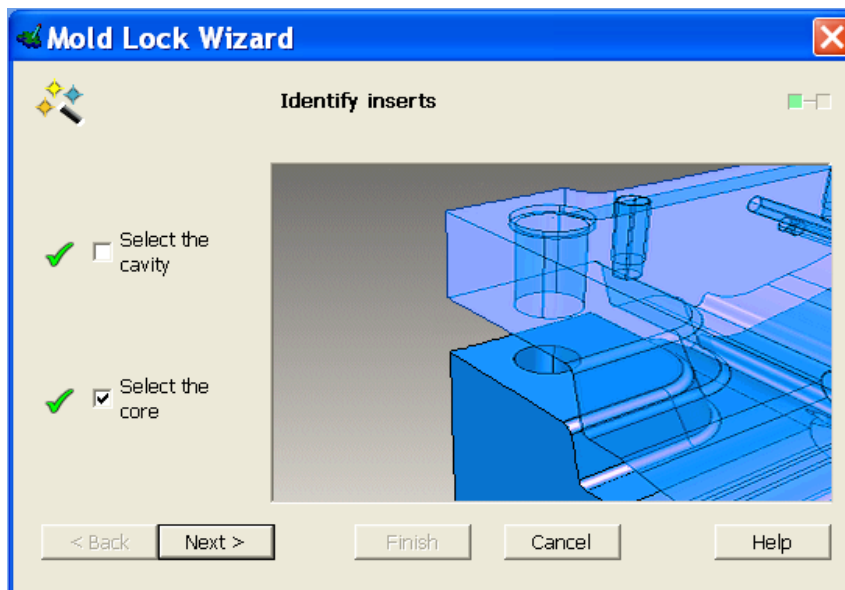 Mold Lock Wizard
Identify inserts
Select the
cavity
Select the
core
< Back
Next >
Finish
Cancel
Help